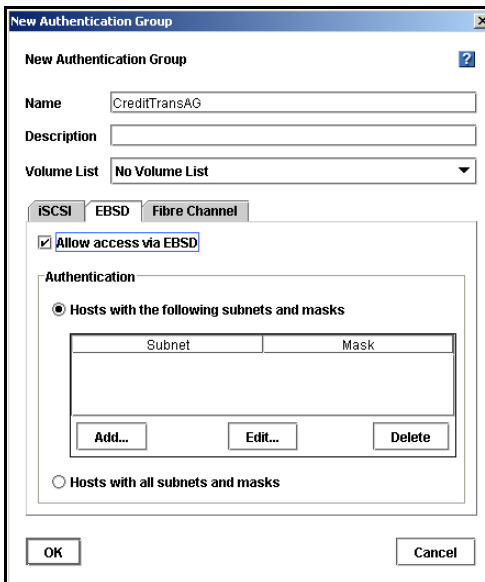 New Authentication Group
New Authentication Group ?
Name CreditTransAG
Description
Volume List No Volume List
iSCSI EBSD Fibre Channel
Allow access via EBSD
Authentication
Hosts with the following subnets and masks
Subnet Mask
Add... Edit... Delete
Hosts with all subnets and masks
OK Cancel